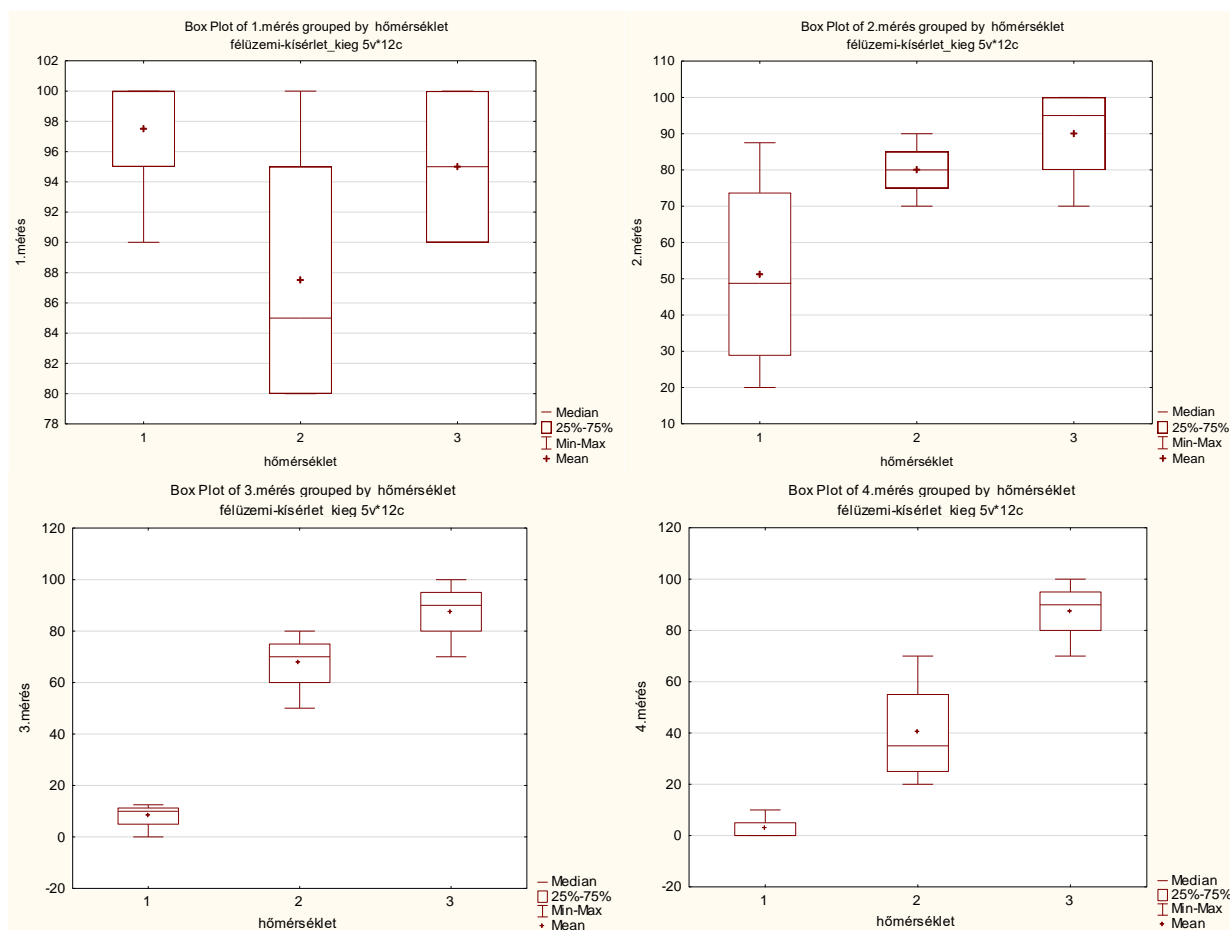 Box Plot of 1.mérés grouped by hőmérséklet
félüzemi-kísérlet_kieg 5v*12c
102
100
98
96
94
92
90
88
86
84
82
80
78
1.mérés
1 2 3
hőmérséklet
Median
25%-75%
Min-Max
Mean
Box Plot of 2.mérés grouped by hőmérséklet
félüzemi-kísérlet_kieg 5v*12c
110
100
90
80
70
60
50
40
30
20
10
2.mérés
1 2 3
hőmérséklet
Median
25%-75%
Min-Max
Mean
Box Plot of 3.mérés grouped by hőmérséklet
félüzemi-kísérlet kieg 5v*12c
120
100
80
60
40
20
0
-20
3.mérés
1 2 3
hőmérséklet
Median
25%-75%
Min-Max
Mean
Box Plot of 4.mérés grouped by hőmérséklet
félüzemi-kísérlet kieg 5v*12c
120
100
80
60
40
20
0
-20
4.mérés
1 2 3
hőmérséklet
Median
25%-75%
Min-Max
Mean